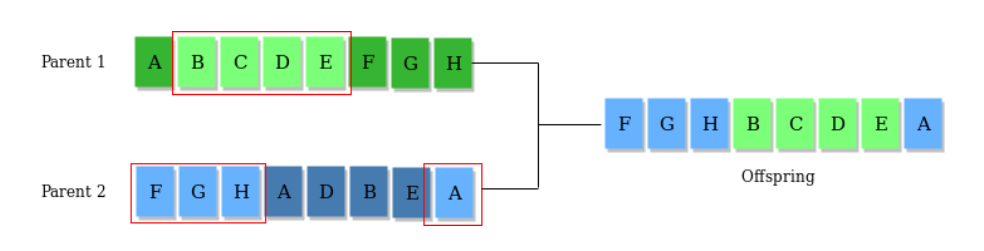 Parent 1 A B C D E F G H
F G H B C D E A
Offspring
Parent 2 F G H A D B E A